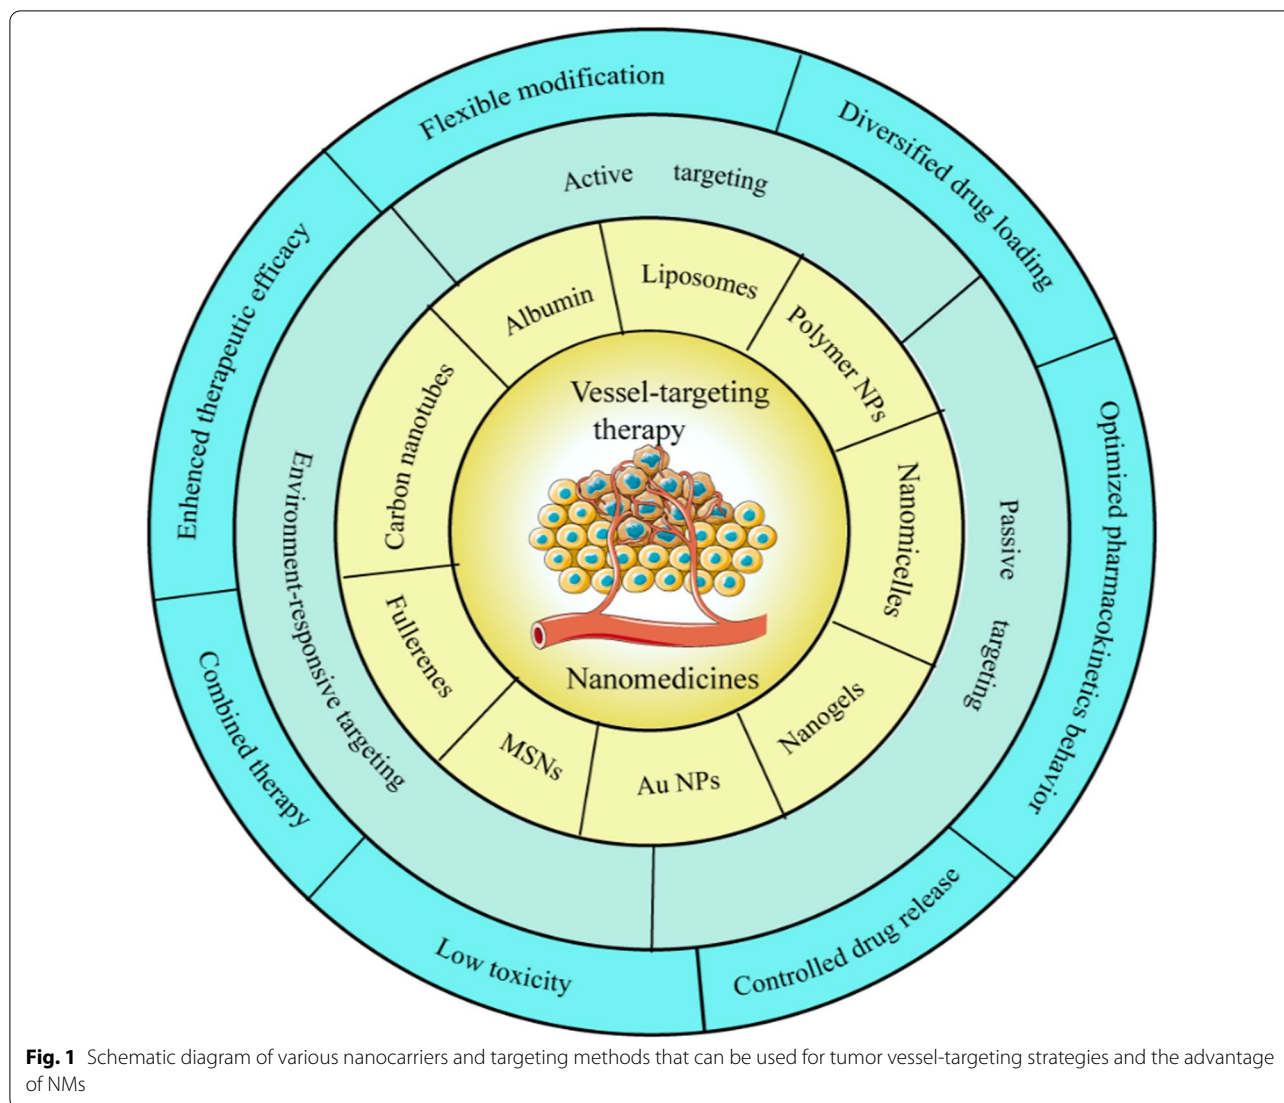 Flexible modification
Diversified drug loading
Optimized pharmacokinetics behavior
Controlled drug release
Low toxicity
Combined therapy
Enhenced therapeutic efficacy
Active targeting
Passive targeting
Environment-responsive targeting
Albumin
Liposomes
Polymer NPs
Nanomicelles
Nanogels
Au NPs
MSNs
Fullerenes
Carbon nanotubes
Vessel-targeting
therapy
Nanomedicines
Fig. 1 Schematic diagram of various nanocarriers and targeting methods that can be used for tumor vessel-targeting strategies and the advantage
of NMs